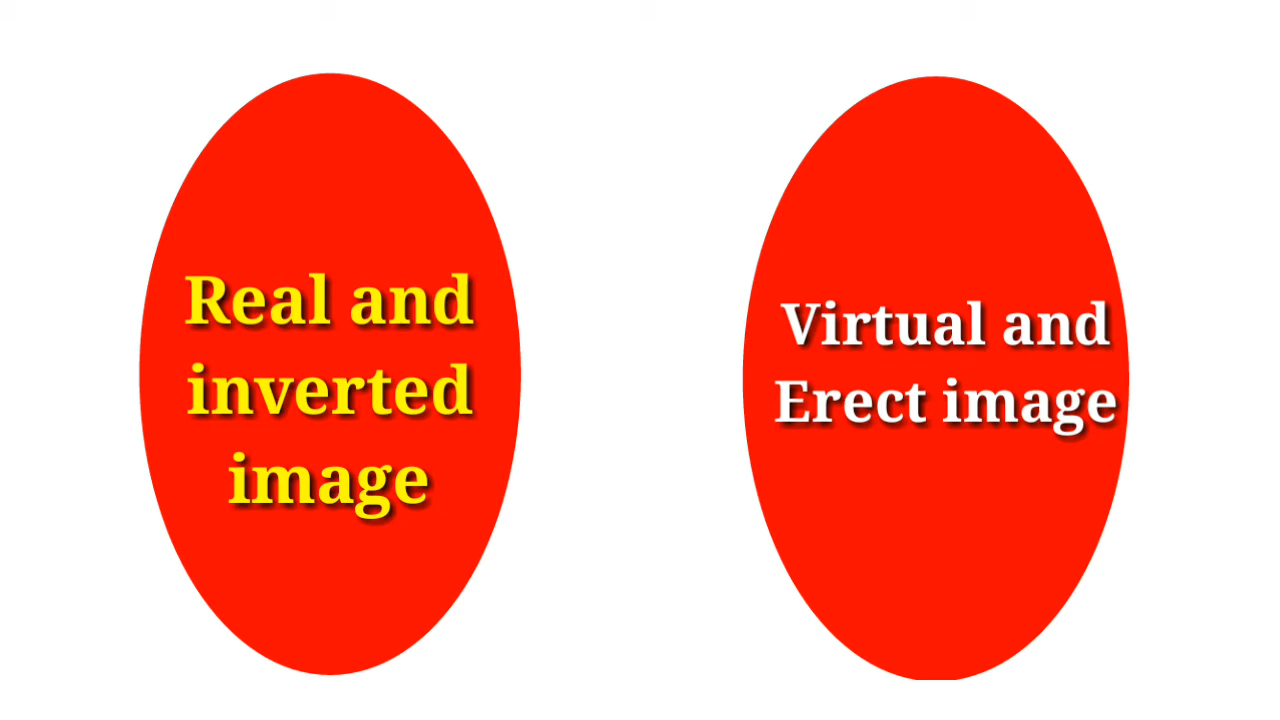 Real and
inverted
image
Virtual and
Erect image